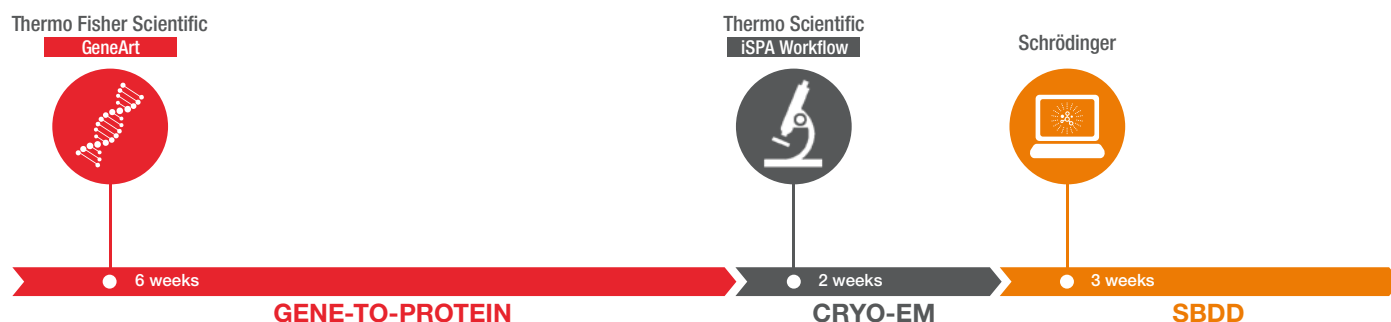 Thermo Fisher Scientific
GeneArt
Thermo Scientific
iSPA Workflow
Schrödinger
6 weeks
2 weeks
3 weeks
GENE-TO-PROTEIN
CRYO-EM
SBDD